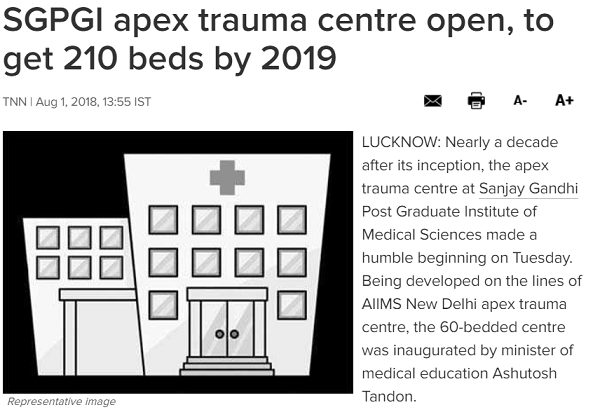 SGPGI apex trauma centre open, to
get 210 beds by 2019
TNN | Aug 1, 2018, 13:55 IST
A-
A+
LUCKNOW: Nearly a decade
after its inception, the apex
trauma centre at Sanjay Gandhi
Post Graduate Institute of
Medical Sciences made a
humble beginning on Tuesday.
Being developed on the lines of
AIIMS New Delhi apex trauma
centre, the 60-bedded centre
was inaugurated by minister of
medical education Ashutosh
Tandon.
Representative image